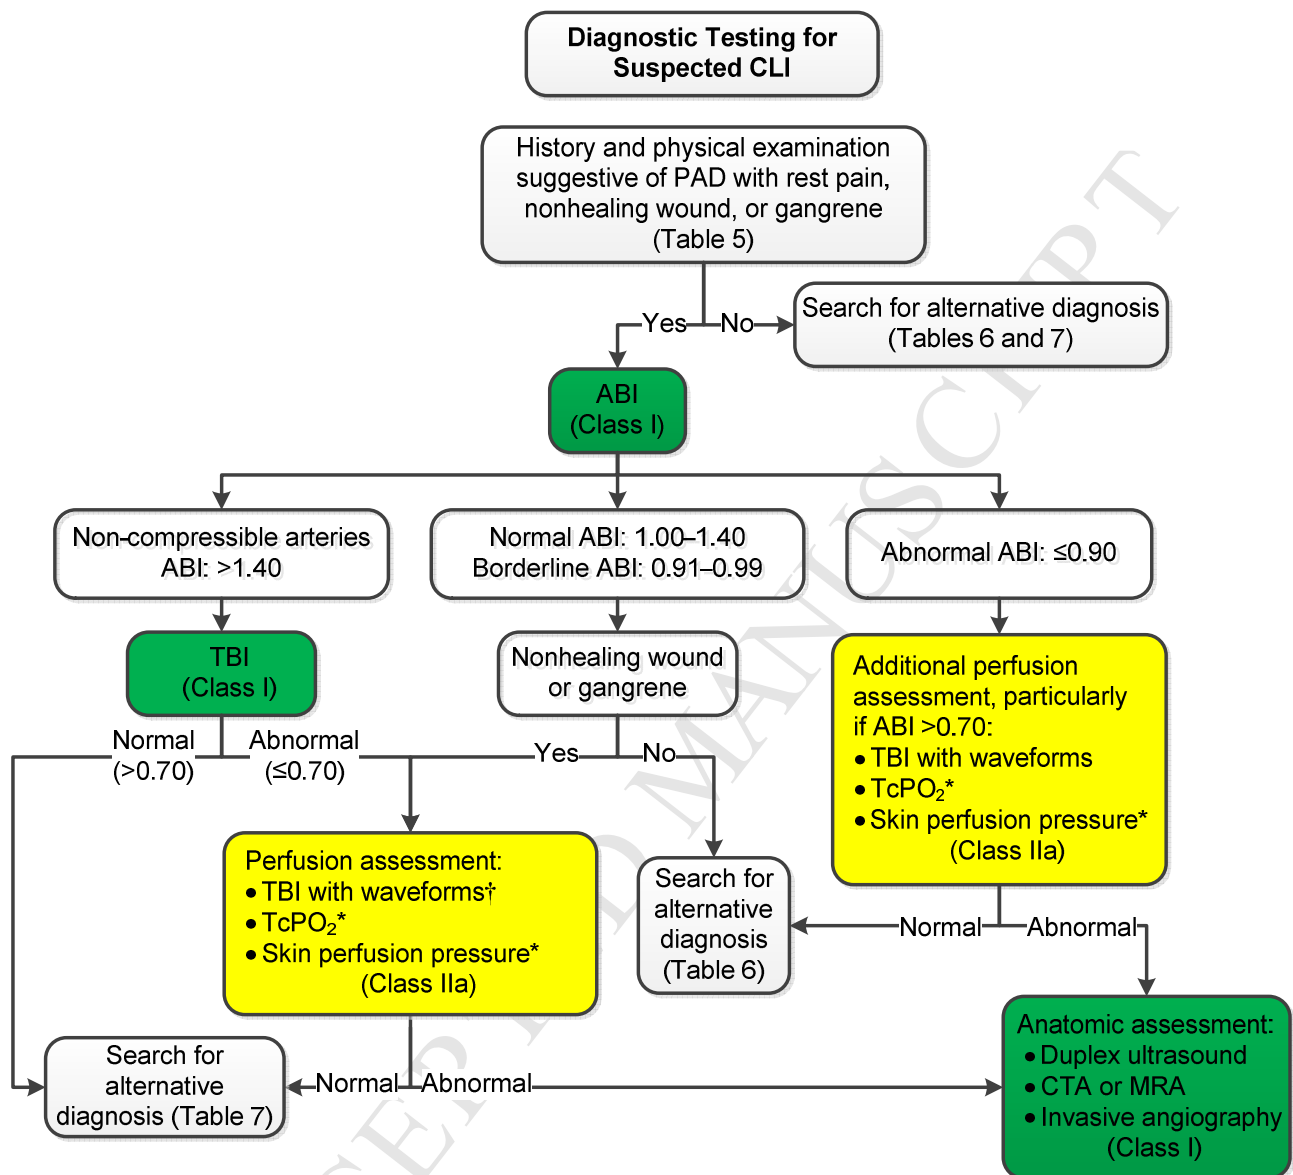 Diagnostic Testing for
Suspected CLI
History and physical examination
suggestive of PAD with rest pain,
nonhealing wound, or gangrene
(Table 5)
Yes
No
Search for alternative diagnosis
(Tables 6 and 7)
ABI
(Class I)
Non-compressible arteries
ABI: >1.40
Normal ABI: 1.00–1.40
Borderline ABI: 0.91–0.99
Abnormal ABI: ≤0.90
TBI
(Class I)
Nonhealing wound
or gangrene
Additional perfusion
assessment, particularly
if ABI >0.70:
• TBI with waveforms
• TcPO₂*
• Skin perfusion pressure*
(Class IIa)
Normal
(>0.70)
Abnormal
(≤0.70)
Yes
No
Perfusion assessment:
• TBI with waveforms†
• TcPO₂*
• Skin perfusion pressure*
(Class IIa)
Search for
alternative
diagnosis
(Table 6)
Normal
Abnormal
Search for
alternative
diagnosis (Table 7)
Normal
Abnormal
Anatomic assessment:
• Duplex ultrasound
• CTA or MRA
• Invasive angiography
(Class I)
MANUSCRIPT